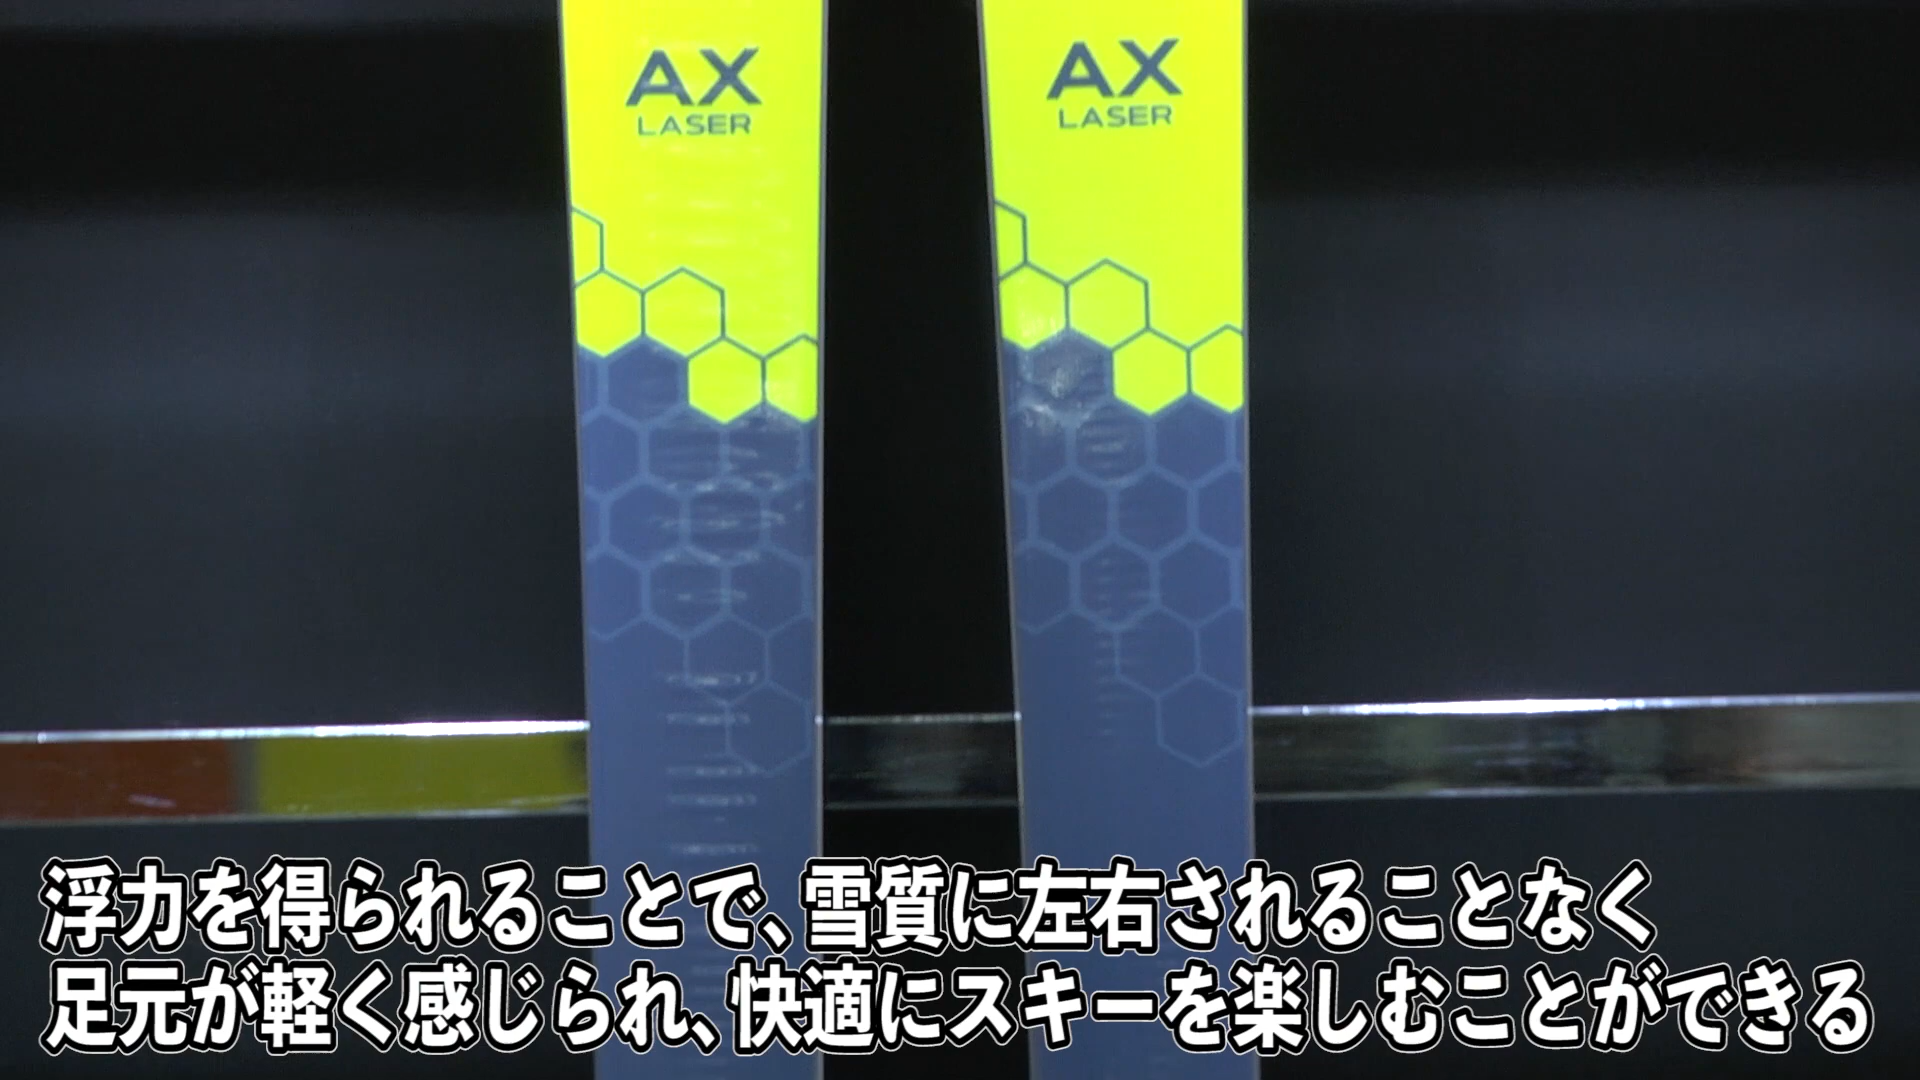 AX
LASER
AX
LASER
浮力を得られることで、雪質に左右されることなく
足元が軽く感じられ、快適にスキーを楽しむことができる